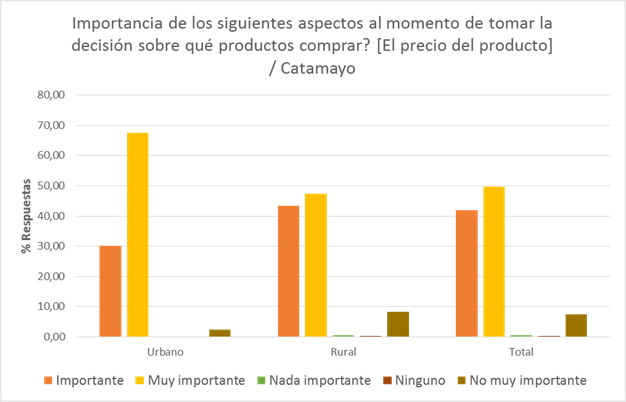 Importancia de los siguientes aspectos al momento de tomar la
decisión sobre qué productos comprar? [El precio del producto]
/ Catamayo
80,00
70,00
60,00
50,00
40,00
30,00
20,00
10,00
0,00
% Respuestas
Urbano Rural Total
Importante Muy importante Nada importante Ninguno No muy importante